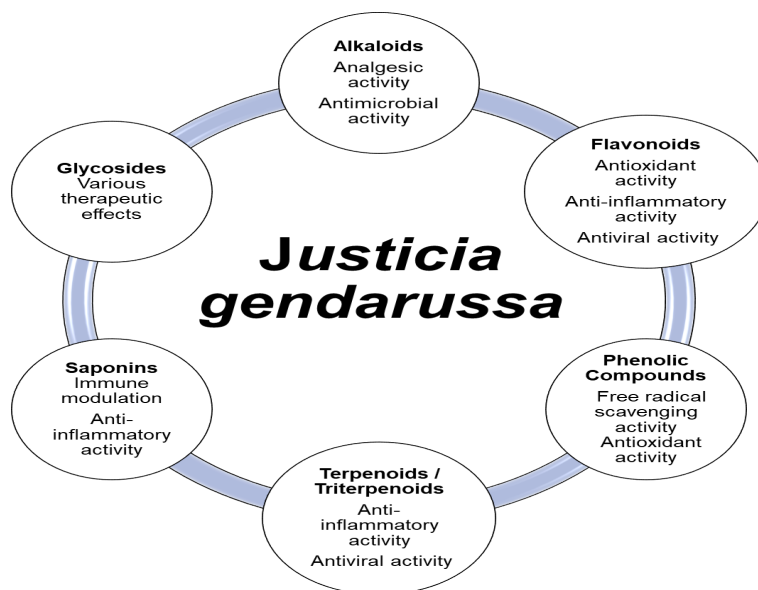 Alkaloids
Analgesic
activity
Antimicrobial
activity
Flavonoids
Antioxidant
activity
Anti-inflammatory
activity
Antiviral activity
Phenolic
Compounds
Free radical
scavenging
activity
Antioxidant
activity
Terpenoids /
Triterpenoids
Anti-
inflammatory
activity
Antiviral activity
Saponins
Immune
modulation
Anti-
inflammatory
activity
Glycosides
Various
therapeutic
effects
Justicia
gendarussa